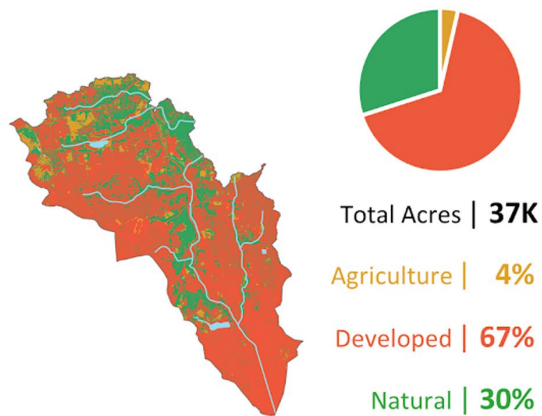 Total Acres | 37K
Agriculture | 4%
Developed | 67%
Natural | 30%